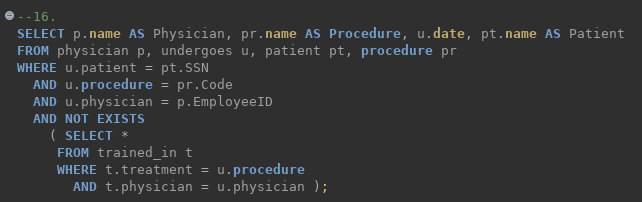 --16.
SELECT p.name AS Physician, pr.name AS Procedure, u.date, pt.name AS Patient
FROM physician p, undergoes u, patient pt, procedure pr
WHERE u.patient = pt.SSN
  AND u.procedure = pr.Code
  AND u.physician = p.EmployeeID
  AND NOT EXISTS
    ( SELECT *
     FROM trained_in t
     WHERE t.treatment = u.procedure
       AND t.physician = u.physician );